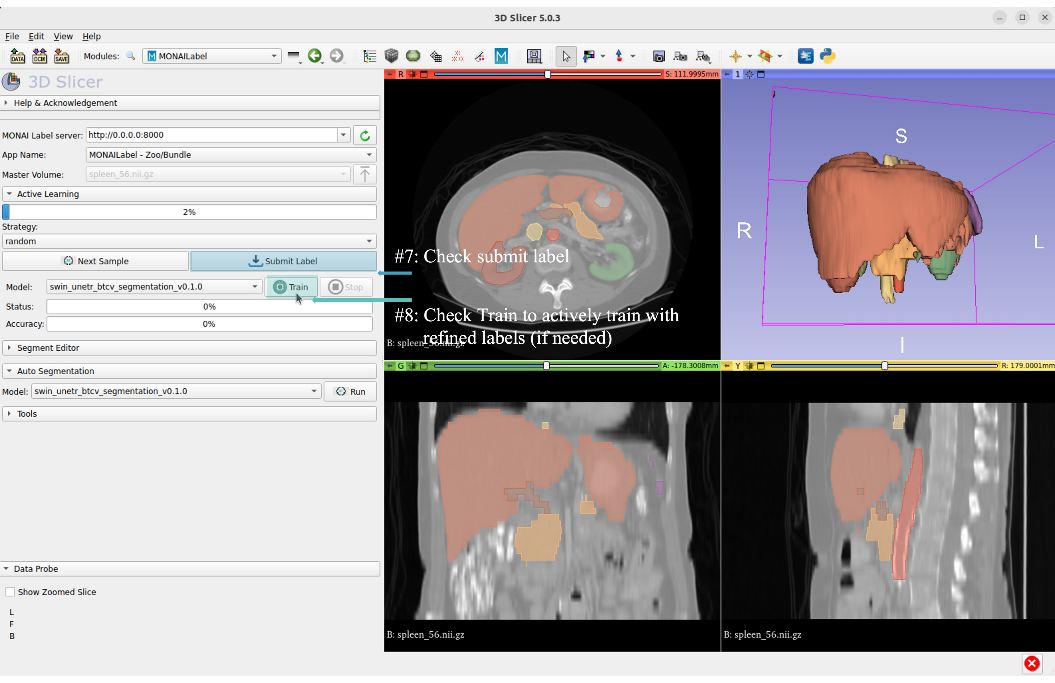 3D Slicer 5.0.3
File Edit View Help
DATA DCM SAVE Modules: M MONAILabel M
3D Slicer
Help & Acknowledgement
MONAI Label server: http://0.0.0.0:8000
App Name: MONAILabel - Zoo/Bundle
Master Volume: spleen_56.nii.gz
Active Learning
2%
Strategy:
random
Next Sample Submit Label
Model: swin_unetr_btcv_segmentation_v0.1.0 Train Stop
Status: 0%
Accuracy: 0%
Segment Editor
Auto Segmentation
Model: swin_unetr_btcv_segmentation_v0.1.0 Run
Tools
Data Probe
Show Zoomed Slice
L
F
B
R S: 111.9995mm
#7: Check submit label
#8: Check Train to actively train with
refined labels (if needed)
B: spleen_56.nii.gz
1
S
R
L
I
G A: -178.3008mm
B: spleen_56.nii.gz
Y R: 179.0001mm
B: spleen_56.nii.gz